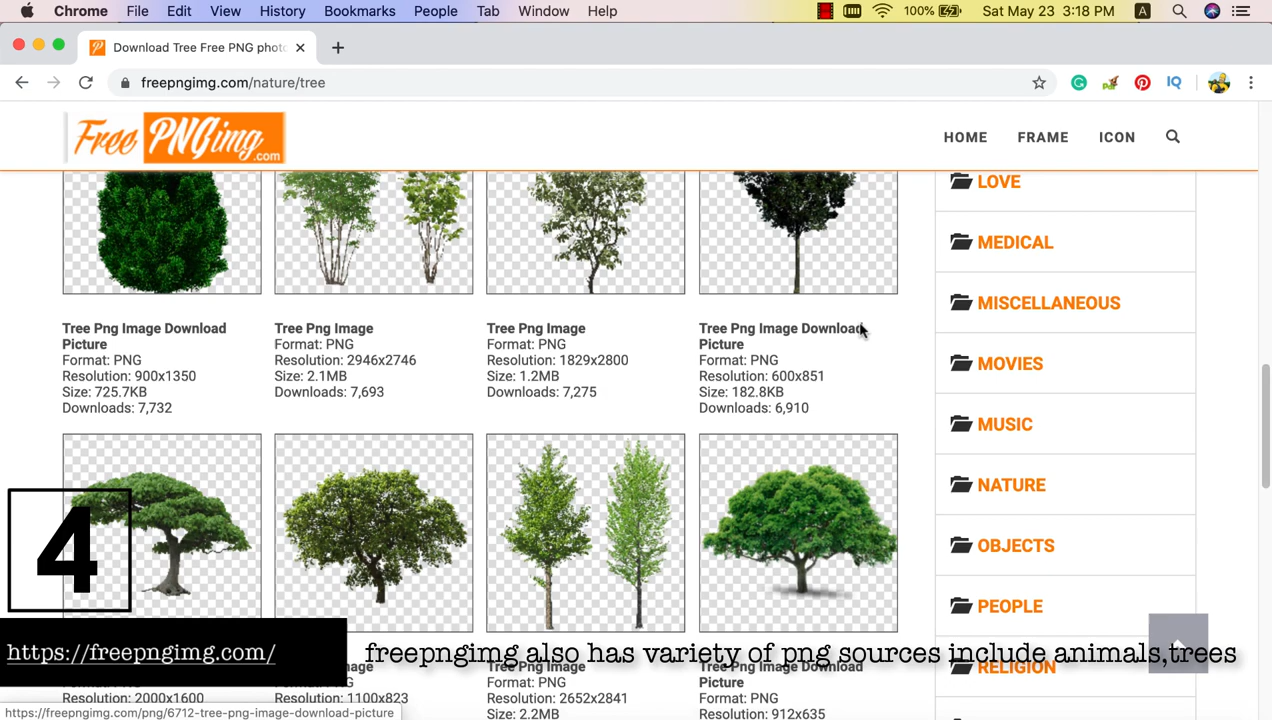 Chrome File Edit View History Bookmarks People Tab Window Help 100% Sat May 23 3:18 PM A
Download Tree Free PNG photo
freepngimg.com/nature/tree
Free PNGimg.com
HOME FRAME ICON
LOVE
MEDICAL
MISCELLANEOUS
MOVIES
MUSIC
NATURE
OBJECTS
PEOPLE
RELIGION
Tree Png Image Download
Picture
Format: PNG
Resolution: 900x1350
Size: 725.7KB
Downloads: 7,732
Tree Png Image
Format: PNG
Resolution: 2946x2746
Size: 2.1MB
Downloads: 7,693
Tree Png Image
Format: PNG
Resolution: 1829x2800
Size: 1.2MB
Downloads: 7,275
Tree Png Image Download
Picture
Format: PNG
Resolution: 600x851
Size: 182.8KB
Downloads: 6,910
4
https://freepngimg.com/
freepngimg also has variety of png sources include animals,trees
Resolution: 2000x1600
Image
PNG
Resolution: 1100x823
Tree Png Image
Format: PNG
Resolution: 2652x2841
Size: 2.2MB
Tree Png Image Download
Picture
Format: PNG
Resolution: 912x635
https://freepngimg.com/png/6712-tree-png-image-download-picture